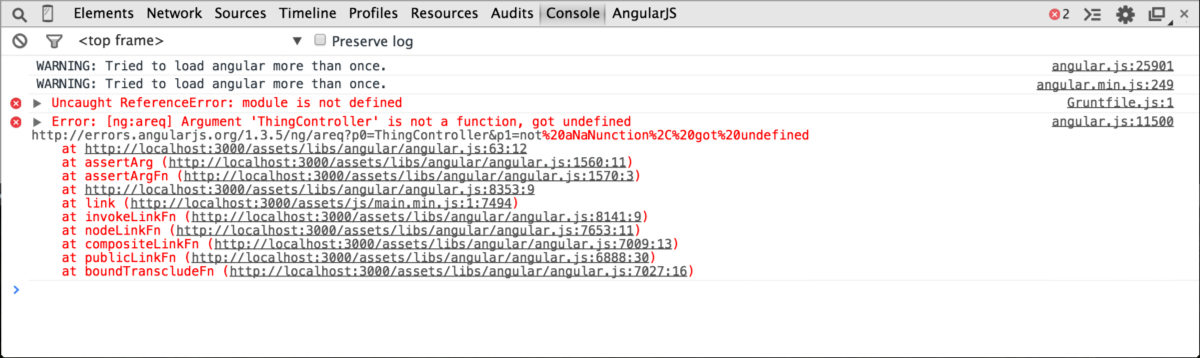 Elements Network Sources Timeline Profiles Resources Audits Console AngularJS 2
<top frame> Preserve log
WARNING: Tried to load angular more than once. angular.js:25901
WARNING: Tried to load angular more than once. angular.min.js:249
Uncaught ReferenceError: module is not defined Gruntfile.js:1
Error: [ng:areq] Argument 'ThingController' is not a function, got undefined angular.js:11500
http://errors.angularjs.org/1.3.5/ng/areq?p0=ThingController&p1=not%20aNaNunction%2C%20got%20undefined
at http://localhost:3000/assets/libs/angular/angular.js:63:12
at assertArg (http://localhost:3000/assets/libs/angular/angular.js:1560:11)
at assertArgFn (http://localhost:3000/assets/libs/angular/angular.js:1570:3)
at http://localhost:3000/assets/libs/angular/angular.js:8353:9
at link (http://localhost:3000/assets/js/main.min.js:1:7494)
at invokeLinkFn (http://localhost:3000/assets/libs/angular/angular.js:8141:9)
at nodeLinkFn (http://localhost:3000/assets/libs/angular/angular.js:7653:11)
at compositeLinkFn (http://localhost:3000/assets/libs/angular/angular.js:7009:13)
at publicLinkFn (http://localhost:3000/assets/libs/angular/angular.js:6888:30)
at boundTranscludeFn (http://localhost:3000/assets/libs/angular/angular.js:7027:16)